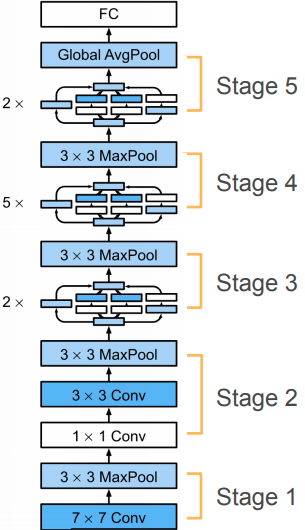 FC
Global AvgPool
Stage 5
2 ×
3 × 3 MaxPool
Stage 4
5 ×
3 × 3 MaxPool
Stage 3
2 ×
3 × 3 MaxPool
3 × 3 Conv
Stage 2
1 × 1 Conv
3 × 3 MaxPool
Stage 1
7 × 7 Conv